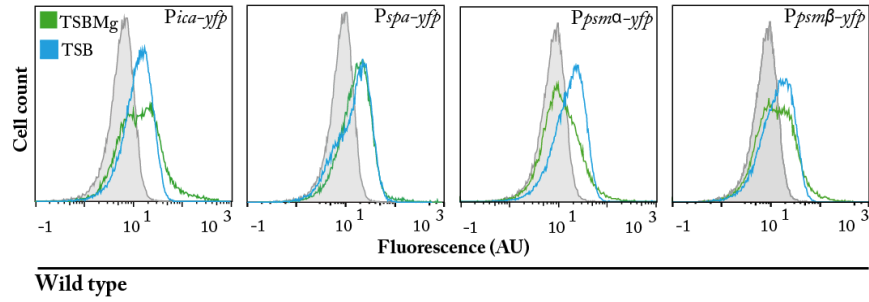 TSBMg
TSB
Pica-yfp
Pspa-yfp
Ppsmα-yfp
Ppsmβ-yfp
Cell count
-1 10 1 10 3
-1 10 1 10 3
-1 10 1 10 3
-1 10 1 10 3
Fluorescence (AU)
Wild type